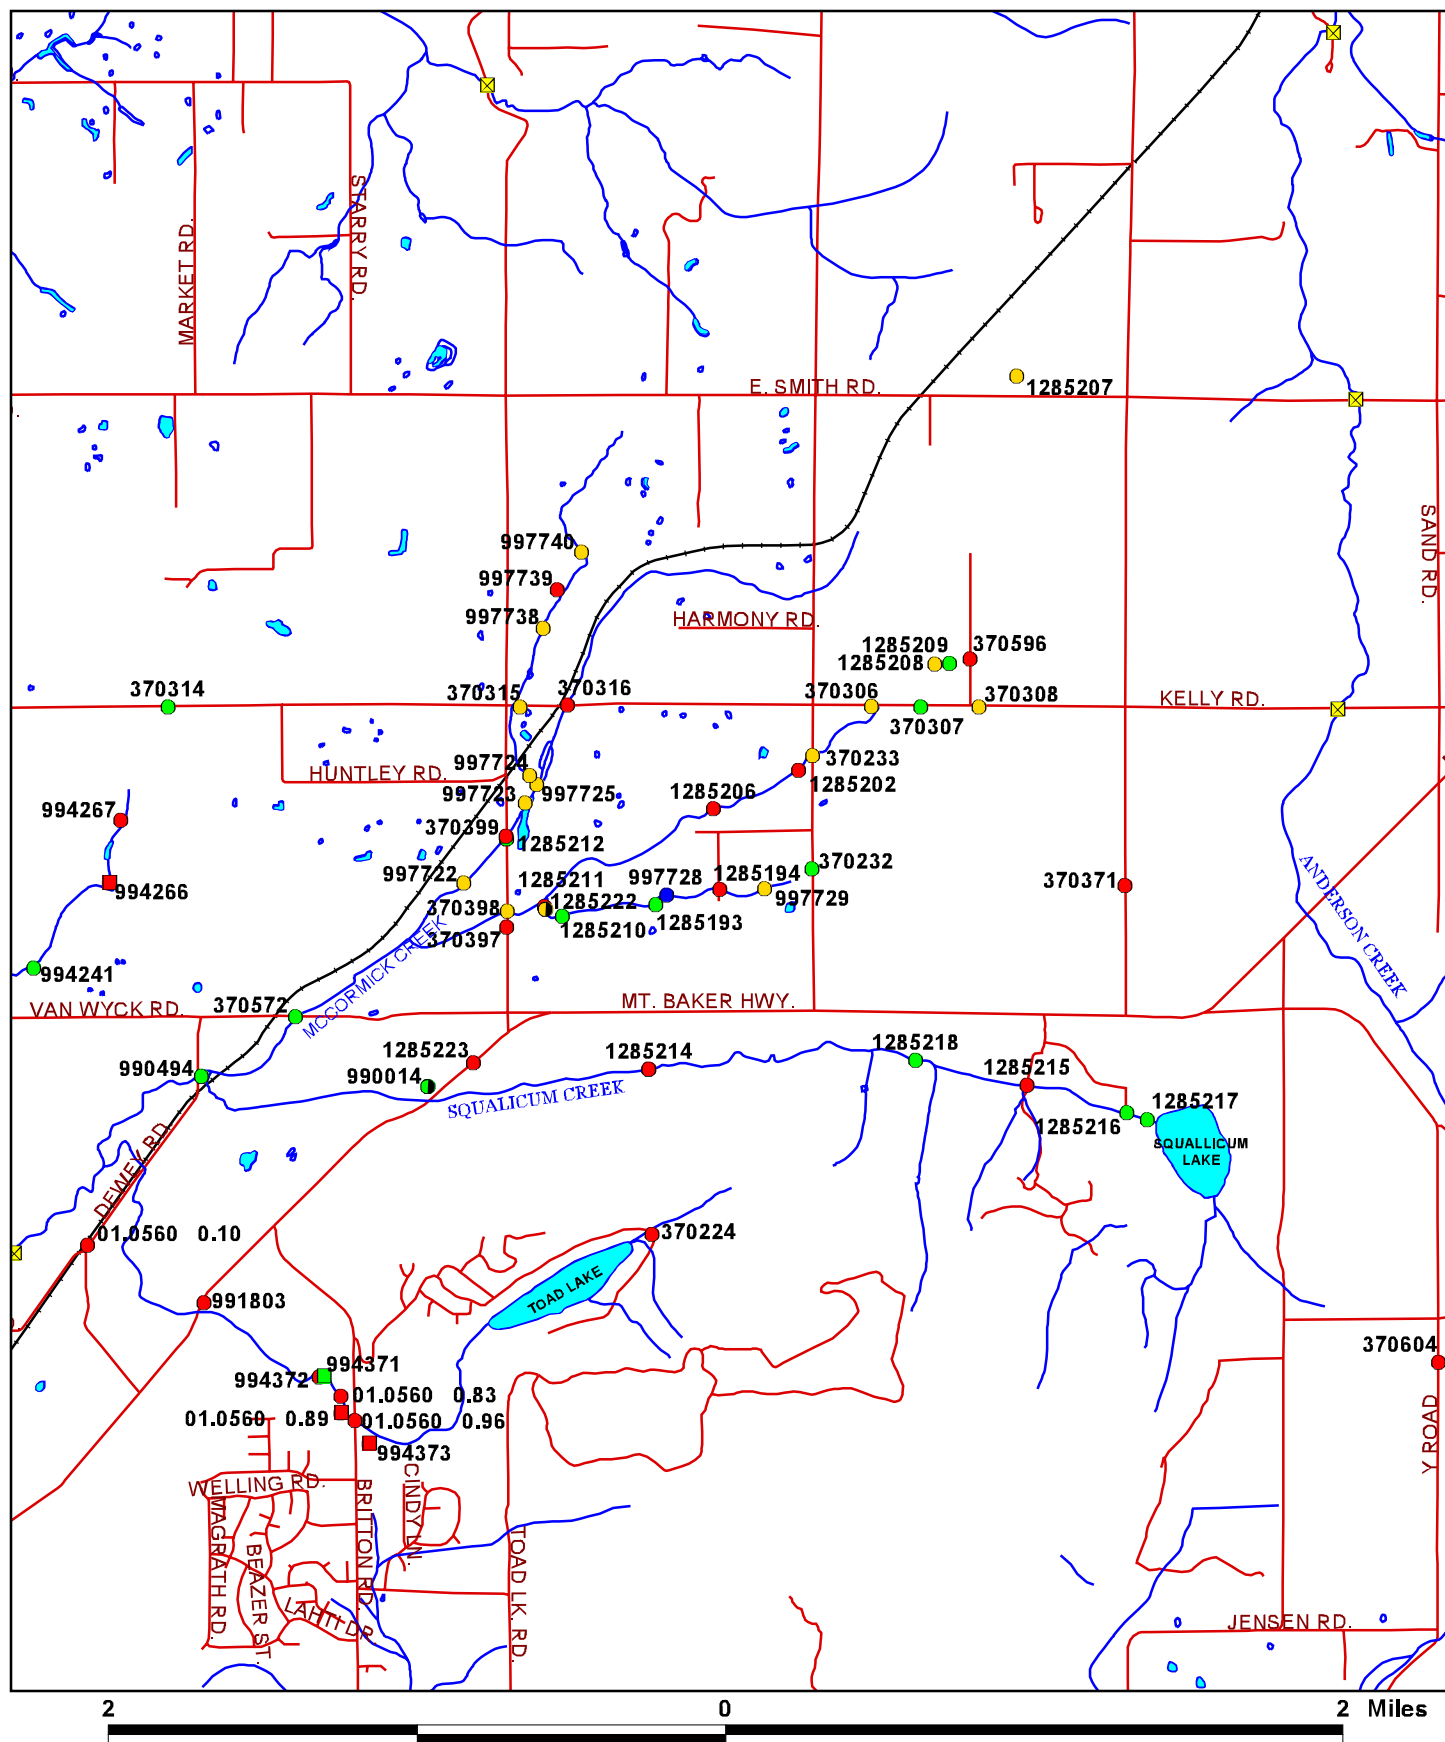 STARRY RD.
MARKET RD.
E. SMITH RD.
1285207
SAND RD.
997740
997739
997738
HARMONY RD.
1285209
370596
1285208
370314
370315
370316
370306
370308
KELLY RD.
370307
370233
997724
HUNTLEY RD.
1285202
997723
997725
1285206
994267
370399
1285212
370232
997722
1285211
997728
1285194
370371
994266
997729
1285222
370398
1285210
1285193
370397
ANDERSON CREEK
994241
MCCORMICK CREEK
VAN WYCK RD.
370572
MT. BAKER HWY.
1285223
1285214
1285218
1285215
990494
990014
SQUALICUM CREEK
1285217
1285216
SQUALLICUM
LAKE
DEWEY RD.
01.0560 0.10
370224
TOAD LAKE
991803
370604
994371
994372
01.0560 0.83
01.0560 0.89
01.0560 0.96
994373
Y ROAD
WELLING RD.
CINDY LN.
MAGRATH RD.
BEAZER ST.
BRITTON RD.
TOAD LK. RD.
LAHTI DR.
JENSEN RD.
2 0 2 Miles